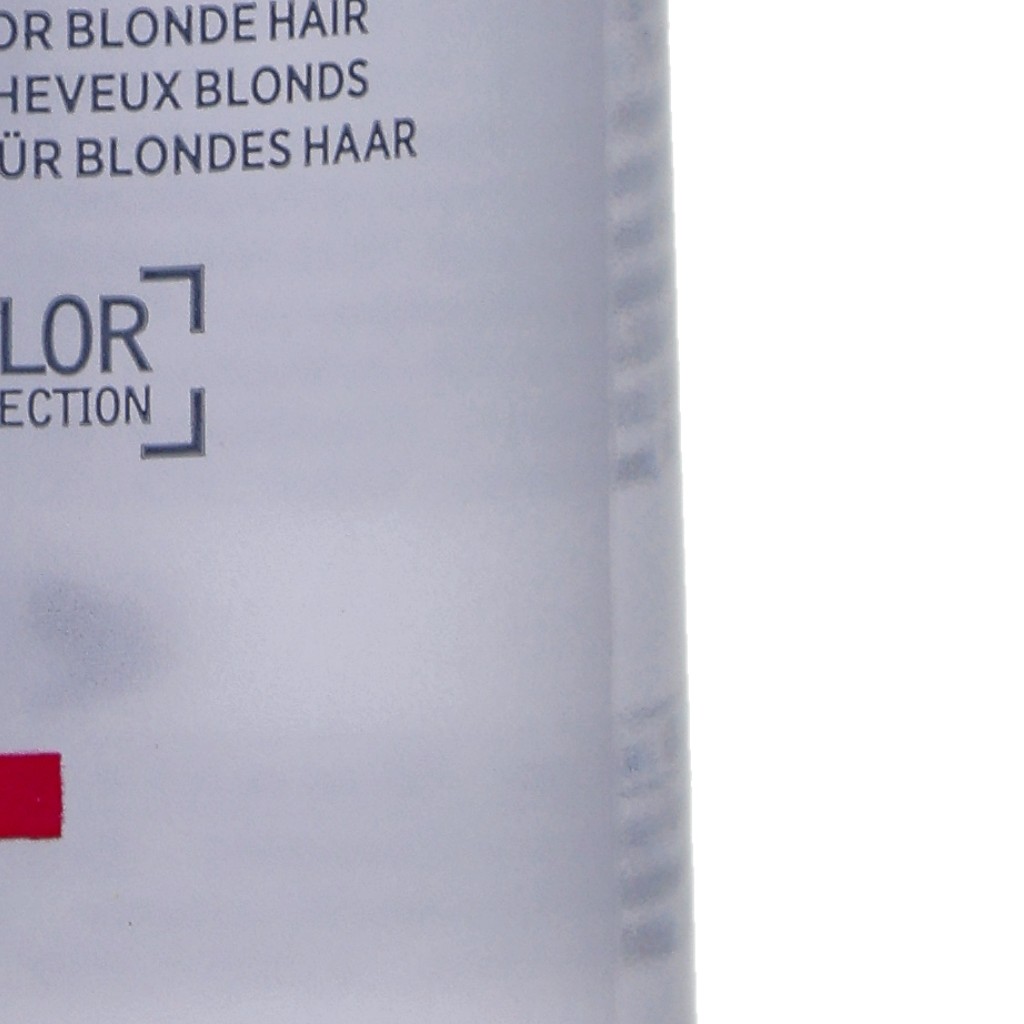 OR BLONDE HAIR
HEVEUX BLONDS
ÜR BLONDES HAAR
LOR
ECTION